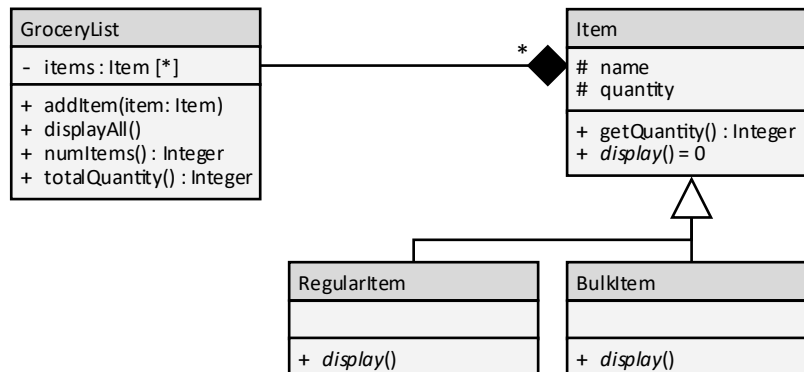 GroceryList
- items : Item [*]
+ addItem(item: Item)
+ displayAll()
+ numItems() : Integer
+ totalQuantity() : Integer
*
Item
# name
# quantity
+ getQuantity() : Integer
+ display() = 0
RegularItem
+ display()
BulkItem
+ display()